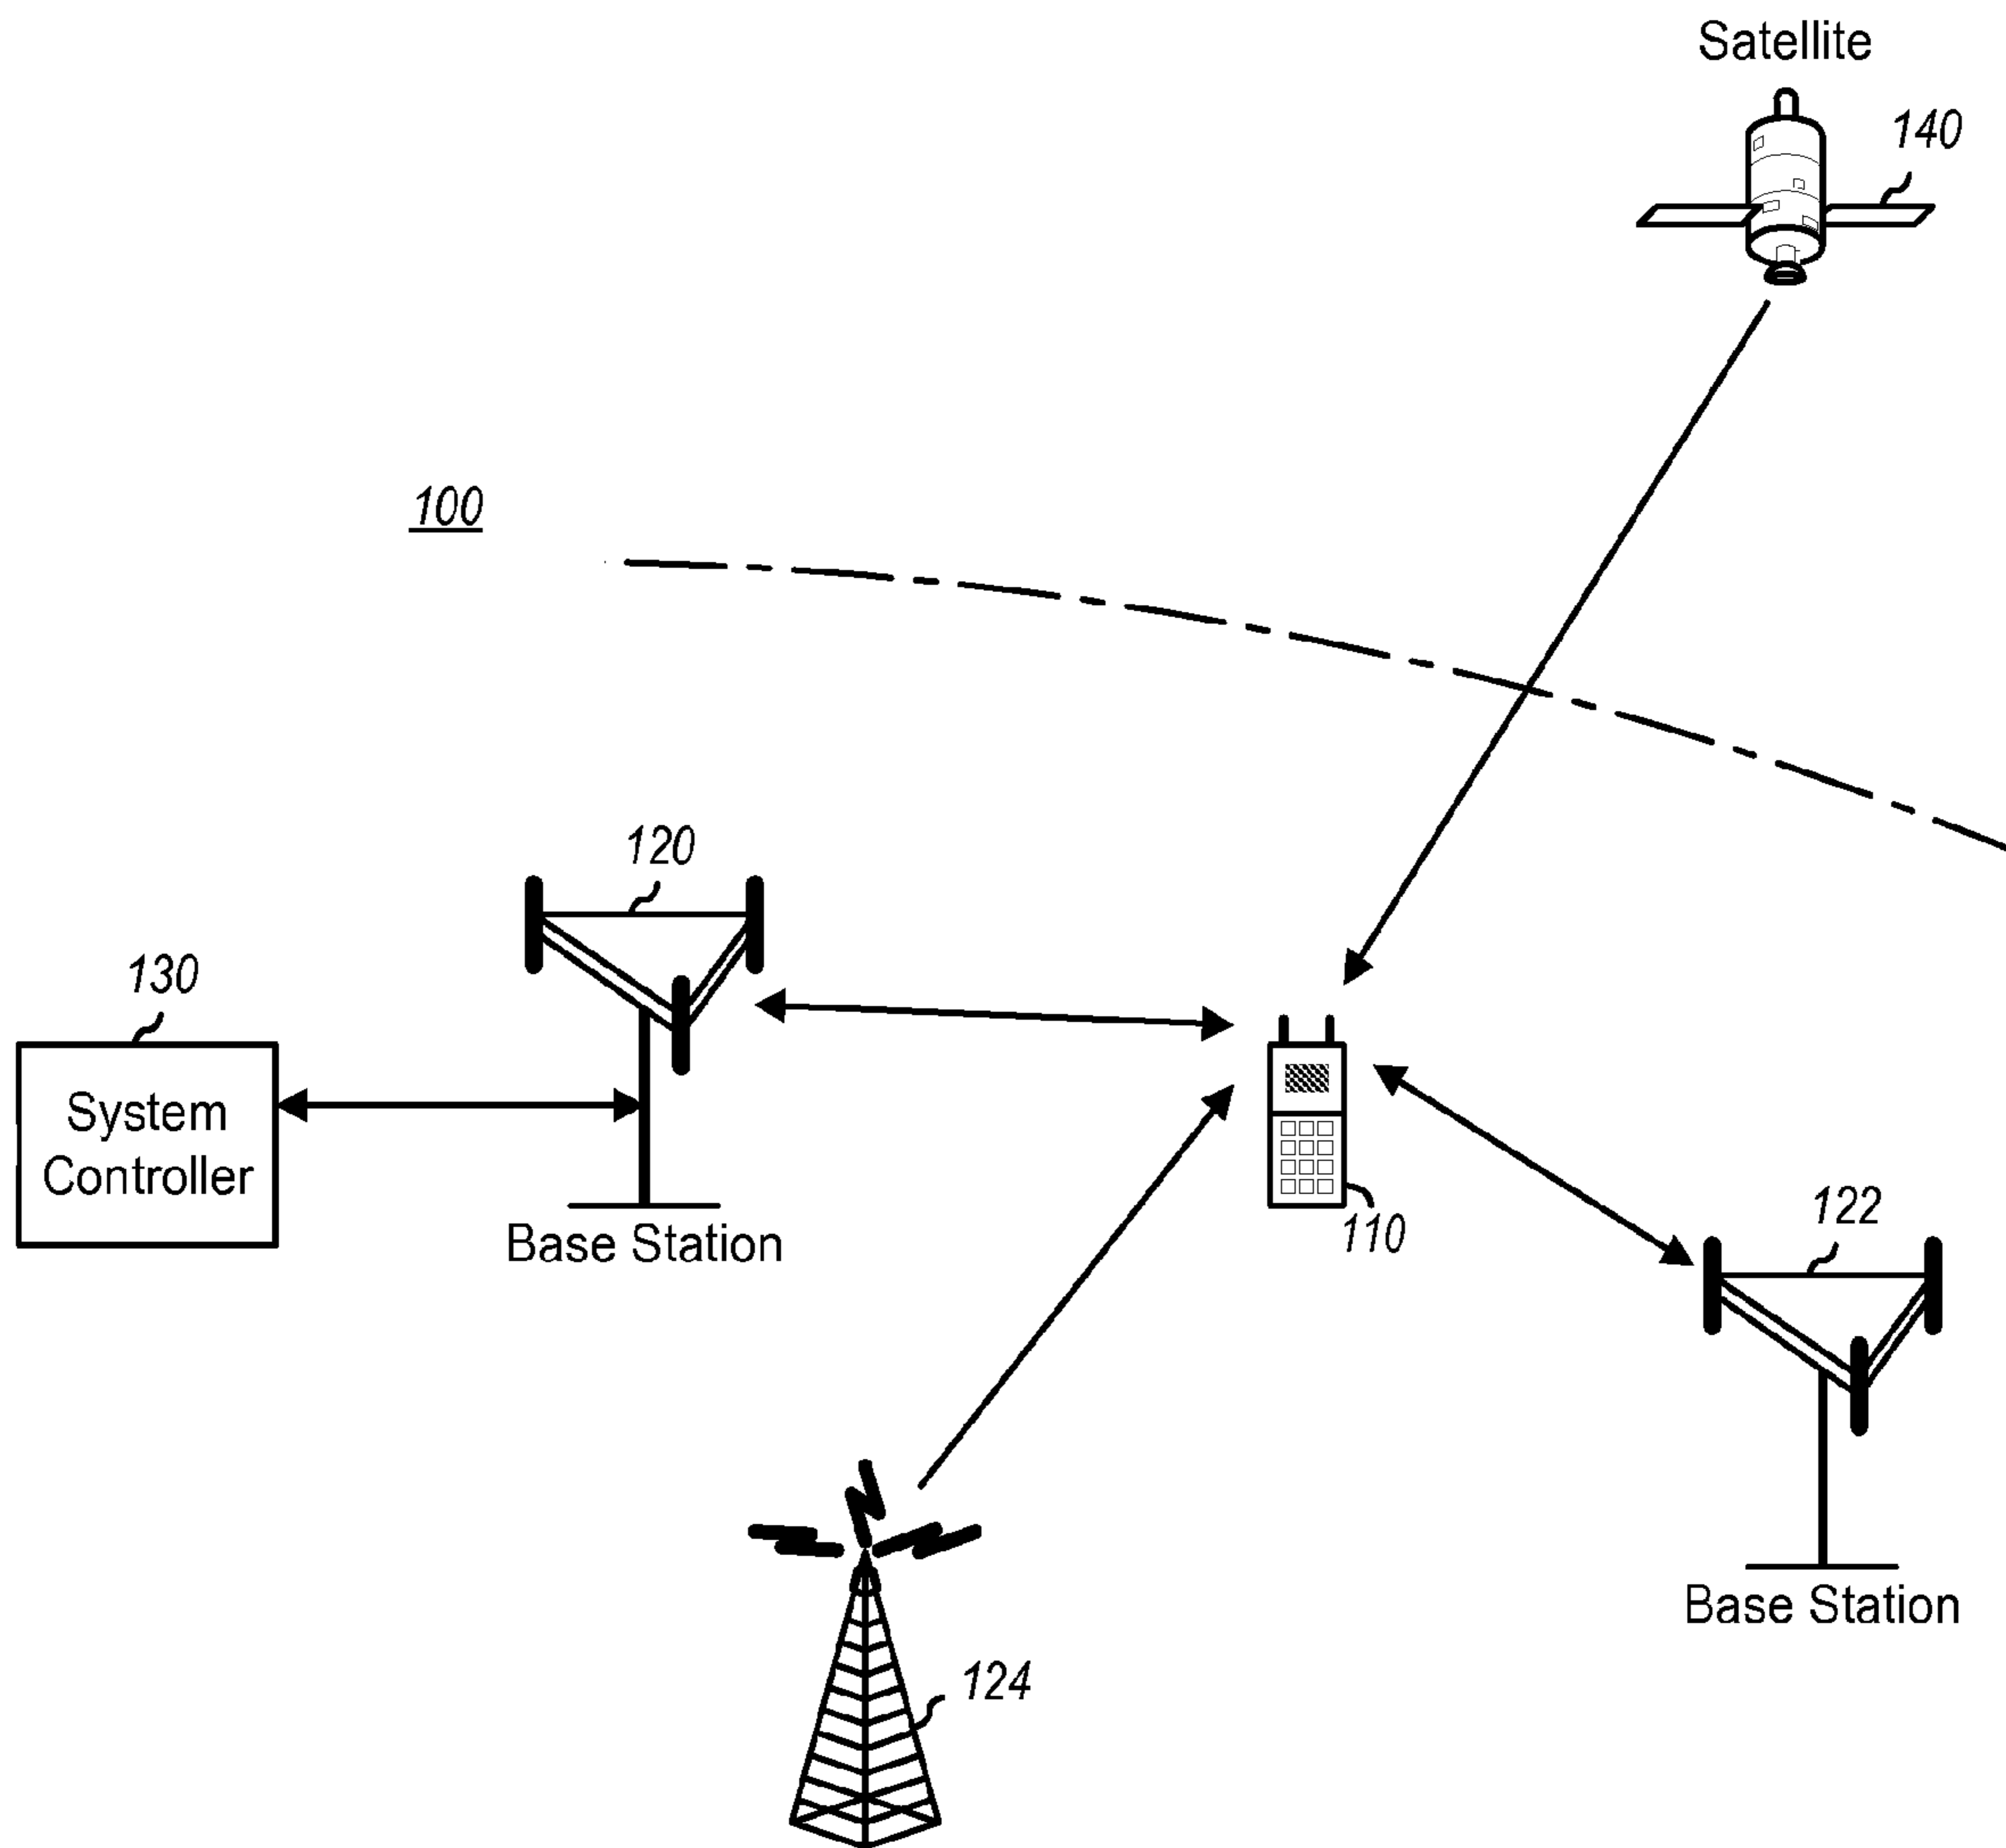 Satellite
140
100
120
130
System
Controller
Base Station
110
122
Base Station
124